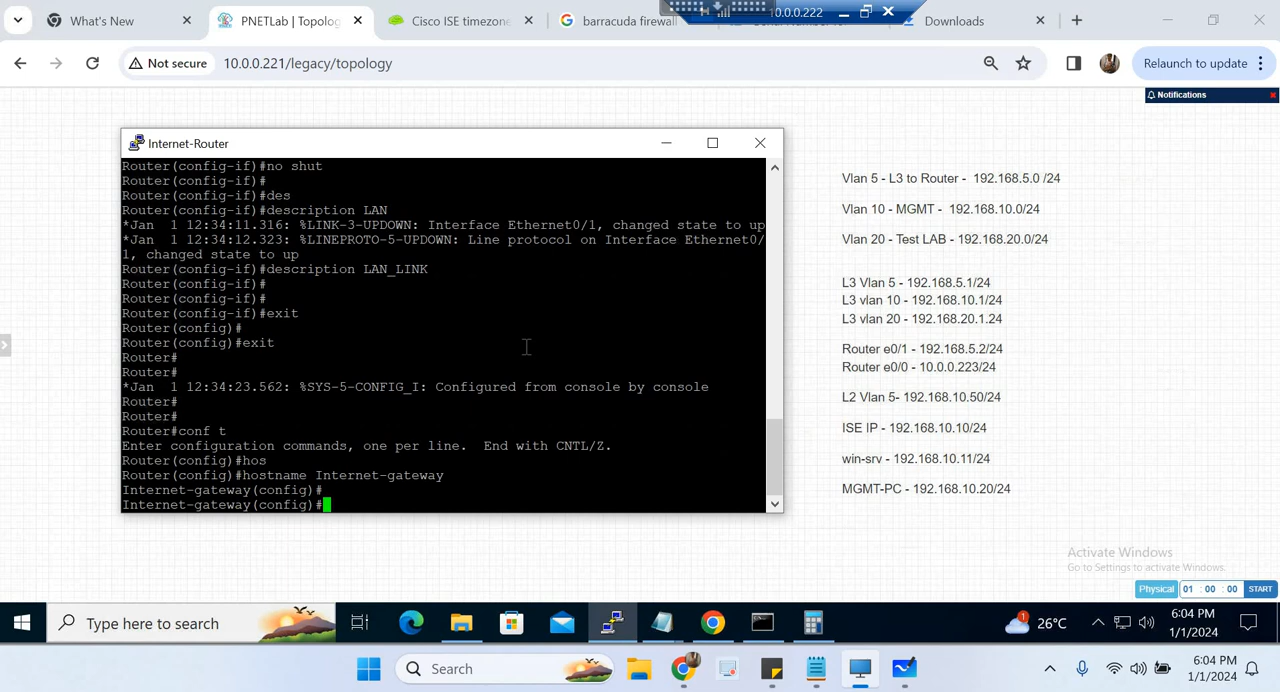 What's New
PNETLab | Topolog
Cisco ISE timezone
barracuda firewall
10.0.0.222
Downloads
Not secure
10.0.0.221/legacy/topology
Relaunch to update
Notifications
Internet-Router
Router(config-if)#no shut
Router(config-if)#
Router(config-if)#des
Router(config-if)#description LAN
*Jan  1 12:34:11.316: %LINK-3-UPDOWN: Interface Ethernet0/1, changed state to up
*Jan  1 12:34:12.323: %LINEPROTO-5-UPDOWN: Line protocol on Interface Ethernet0/
1, changed state to up
Router(config-if)#description LAN_LINK
Router(config-if)#
Router(config-if)#
Router(config-if)#exit
Router(config)#
Router(config)#exit
Router#
Router#
*Jan  1 12:34:23.562: %SYS-5-CONFIG_I: Configured from console by console
Router#
Router#
Router#conf t
Enter configuration commands, one per line.  End with CNTL/Z.
Router(config)#hos
Router(config)#hostname Internet-gateway
Internet-gateway(config)#
Internet-gateway(config)#
Vlan 5 - L3 to Router -  192.168.5.0 /24
Vlan 10 - MGMT -  192.168.10.0/24
Vlan 20 - Test LAB - 192.168.20.0/24
L3 Vlan 5 - 192.168.5.1/24
L3 vlan 10 - 192.168.10.1/24
L3 vlan 20 - 192.168.20.1.24
Router e0/1 - 192.168.5.2/24
Router e0/0 - 10.0.0.223/24
L2 Vlan 5- 192.168.10.50/24
ISE IP - 192.168.10.10/24
win-srv - 192.168.10.11/24
MGMT-PC - 192.168.10.20/24
Activate Windows
Go to Settings to activate Windows.
Physical 01 : 00 : 00 START
Type here to search
1
26°C
6:04 PM
1/1/2024
Search
6:04 PM
1/1/2024